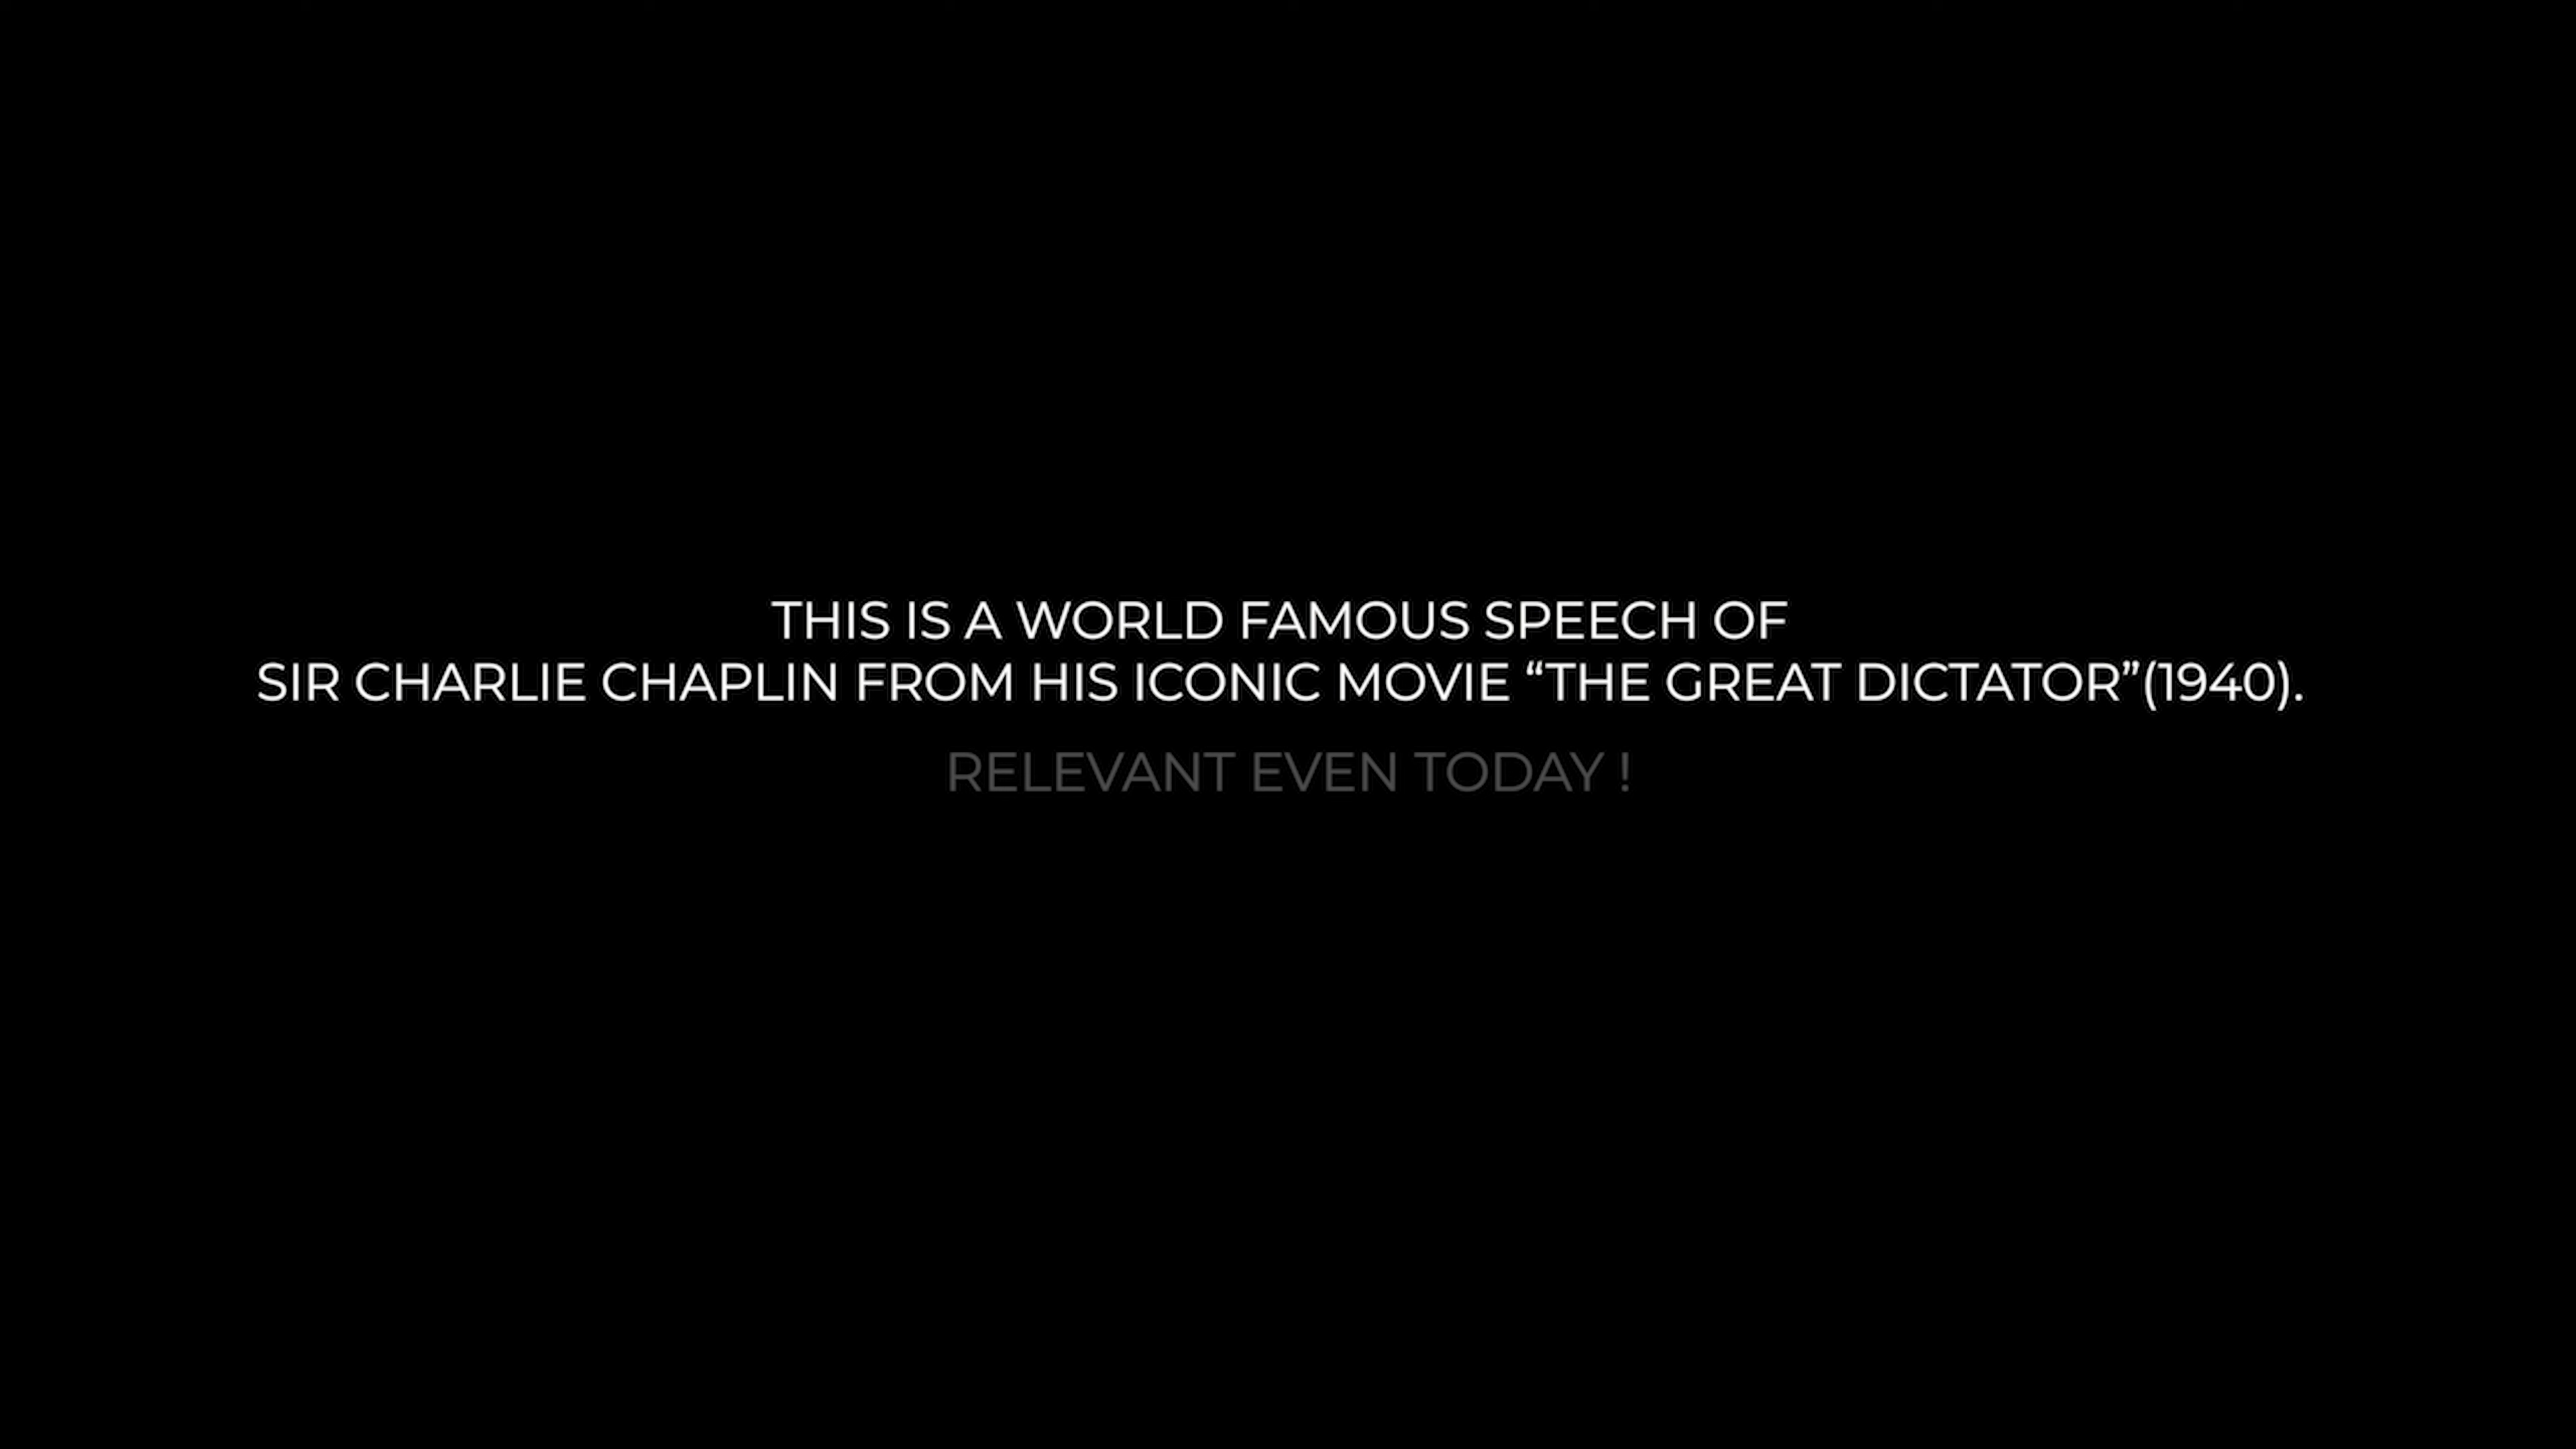 THIS IS A WORLD FAMOUS SPEECH OF
SIR CHARLIE CHAPLIN FROM HIS ICONIC MOVIE “THE GREAT DICTATOR”(1940).
RELEVANT EVEN TODAY !